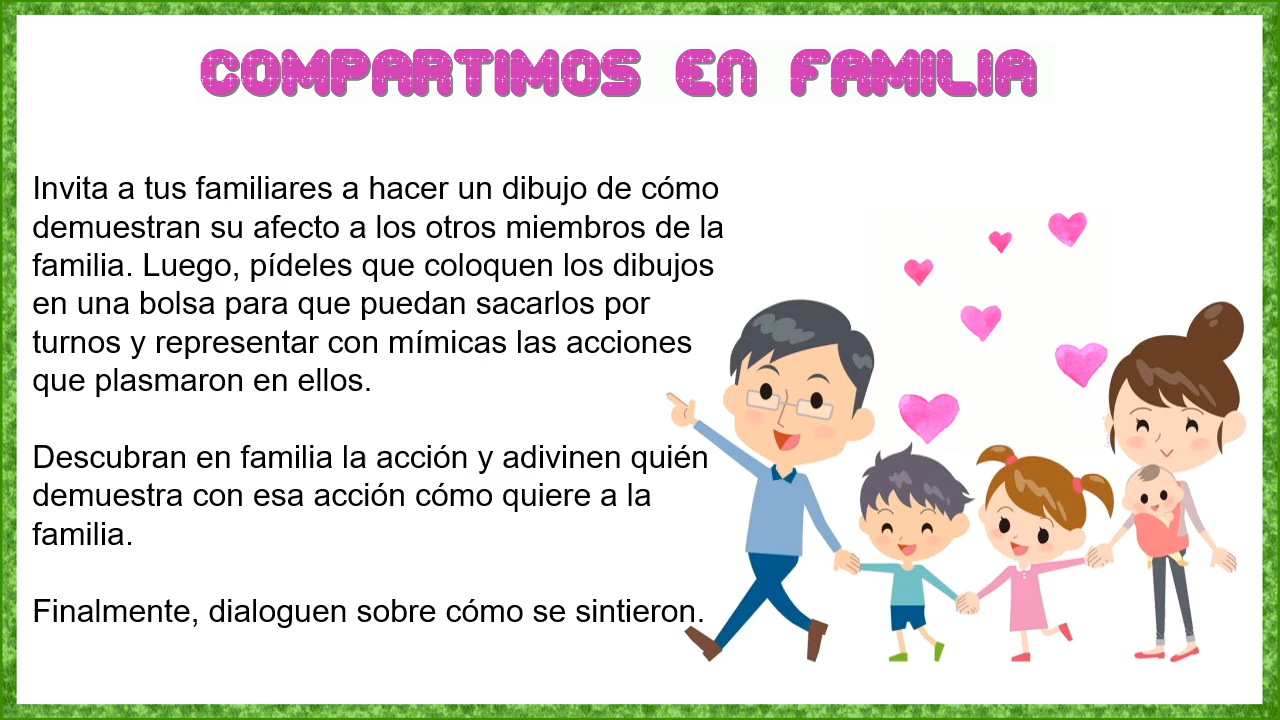 COMPARTIMOS EN FAMILIA
Invita a tus familiares a hacer un dibujo de cómo
demuestran su afecto a los otros miembros de la
familia. Luego, pídeles que coloquen los dibujos
en una bolsa para que puedan sacarlos por
turnos y representar con mímicas las acciones
que plasmaron en ellos.
Descubran en familia la acción y adivinen quién
demuestra con esa acción cómo quiere a la
familia.
Finalmente, dialoguen sobre cómo se sintieron.